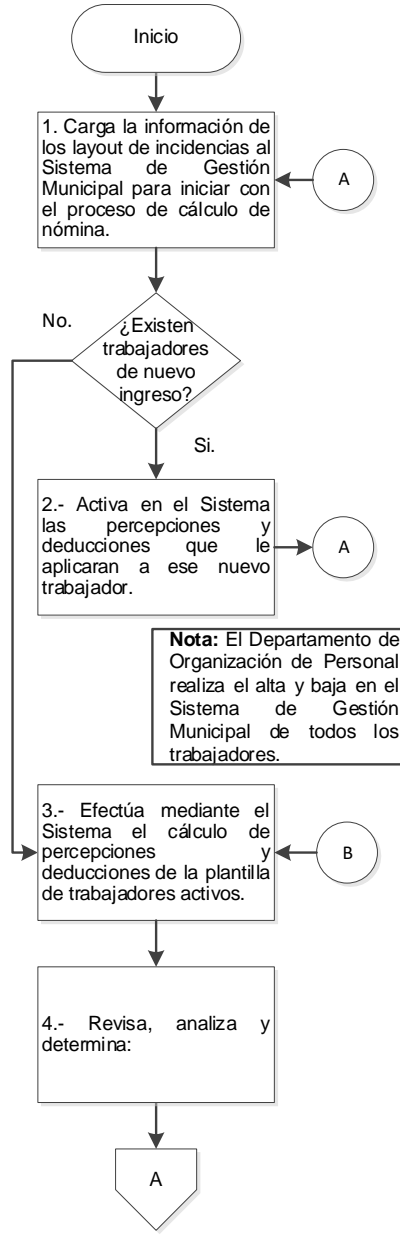 Inicio
1. Carga la información de
los layout de incidencias al
Sistema de Gestión
Municipal para iniciar con
el proceso de cálculo de
nómina.
A
No.
¿Existen
trabajadores
de nuevo
ingreso?
Si.
2.- Activa en el Sistema
las percepciones y
deducciones que le
aplicaran a ese nuevo
trabajador.
A
Nota: El Departamento de
Organización de Personal
realiza el alta y baja en el
Sistema de Gestión
Municipal de todos los
trabajadores.
3.- Efectúa mediante el
Sistema el cálculo de
percepciones y
deducciones de la plantilla
de trabajadores activos.
B
4.- Revisa, analiza y
determina:
A